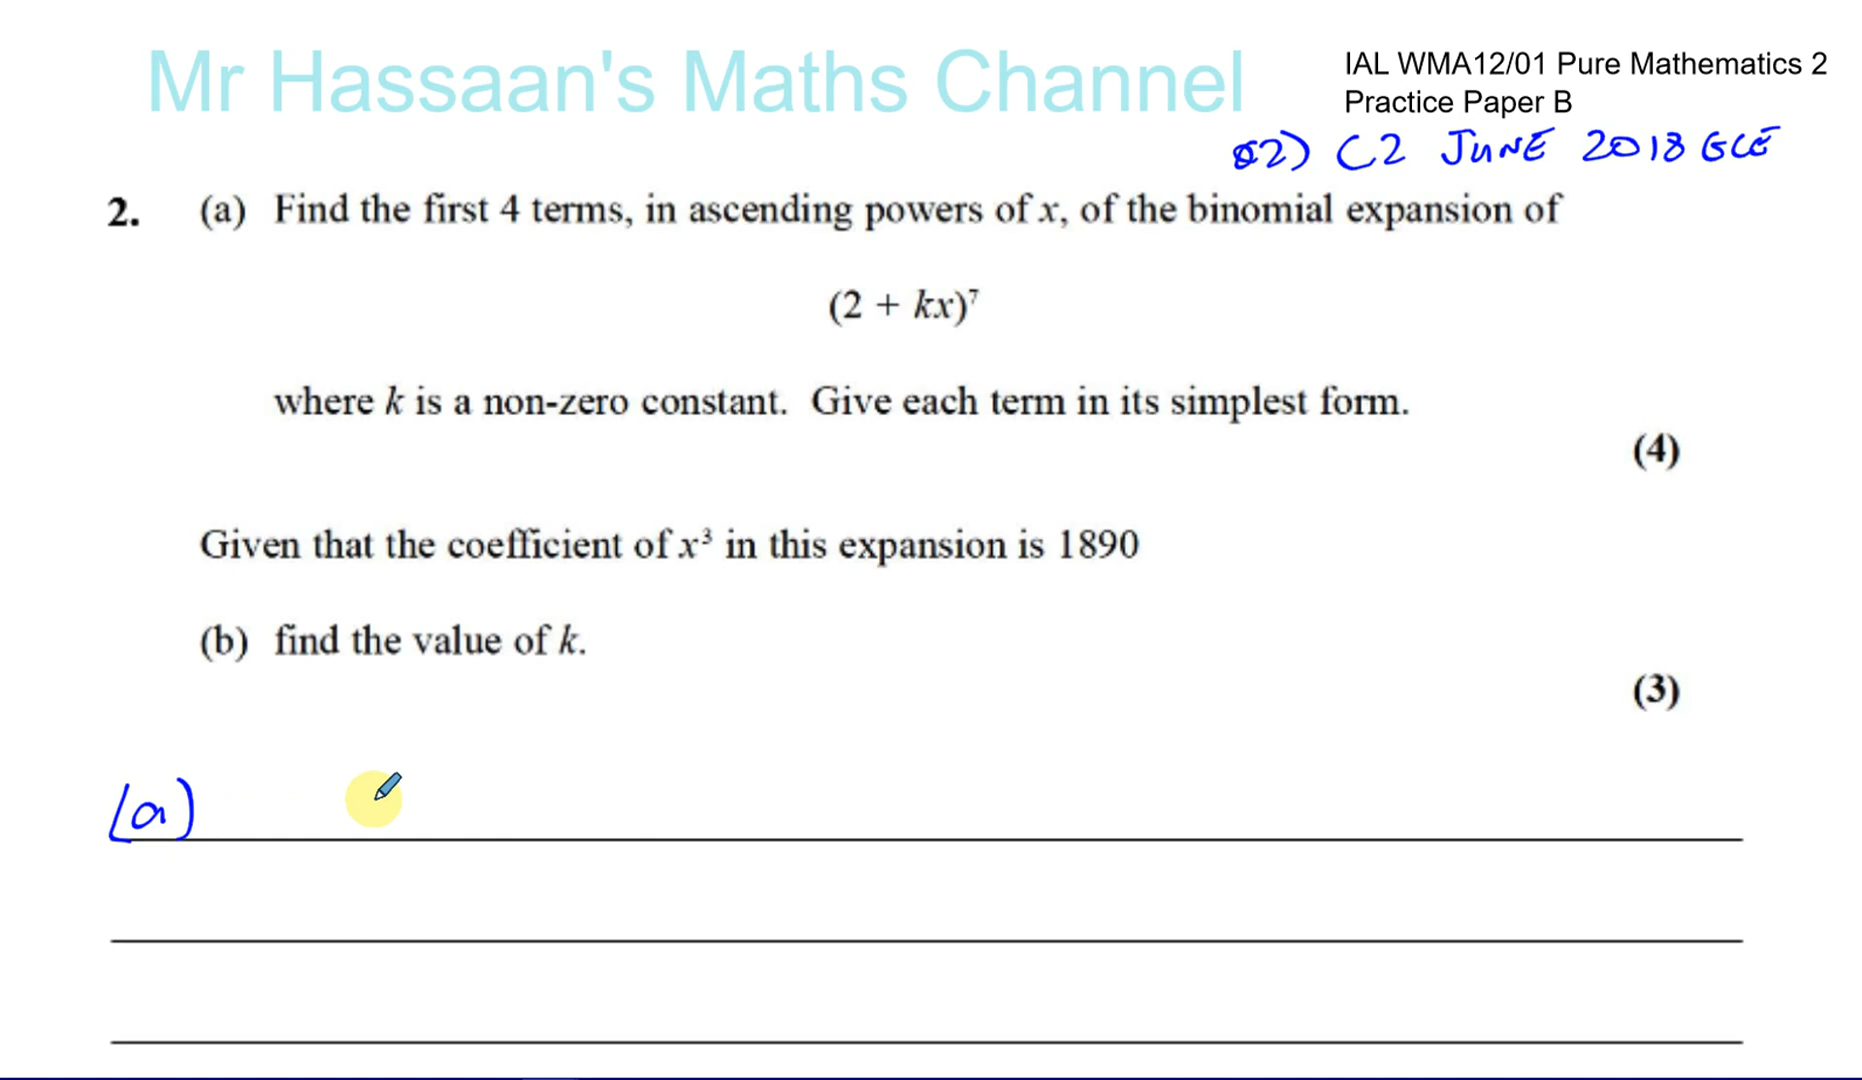 Mr Hassaan's Maths Channel
IAL WMA12/01 Pure Mathematics 2
Practice Paper B
Q2) C2 JUNE 2018 GCE
2. (a) Find the first 4 terms, in ascending powers of x, of the binomial expansion of
(2 + kx)⁷
where k is a non-zero constant. Give each term in its simplest form.
(4)
Given that the coefficient of x³ in this expansion is 1890
(b) find the value of k.
(3)
(a)